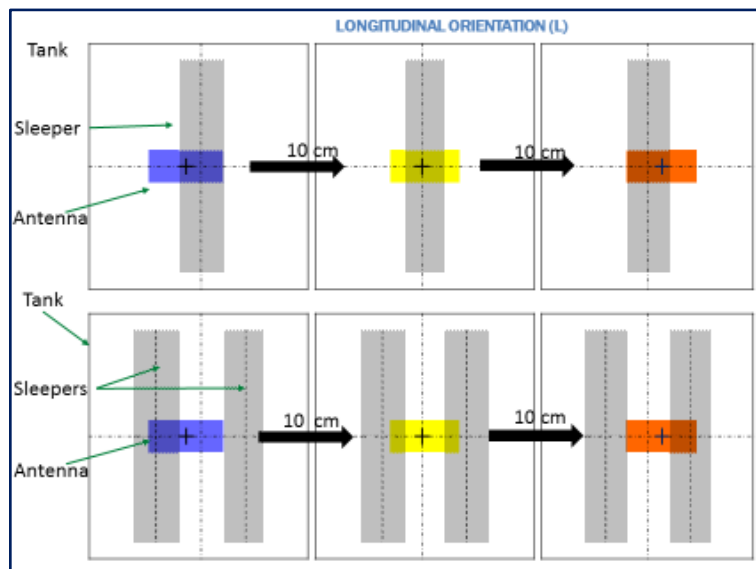 LONGITUDINAL ORIENTATION (L)
Tank
Sleeper
10 cm
10 cm
Antenna
Tank
Sleepers
10 cm
10 cm
Antenna